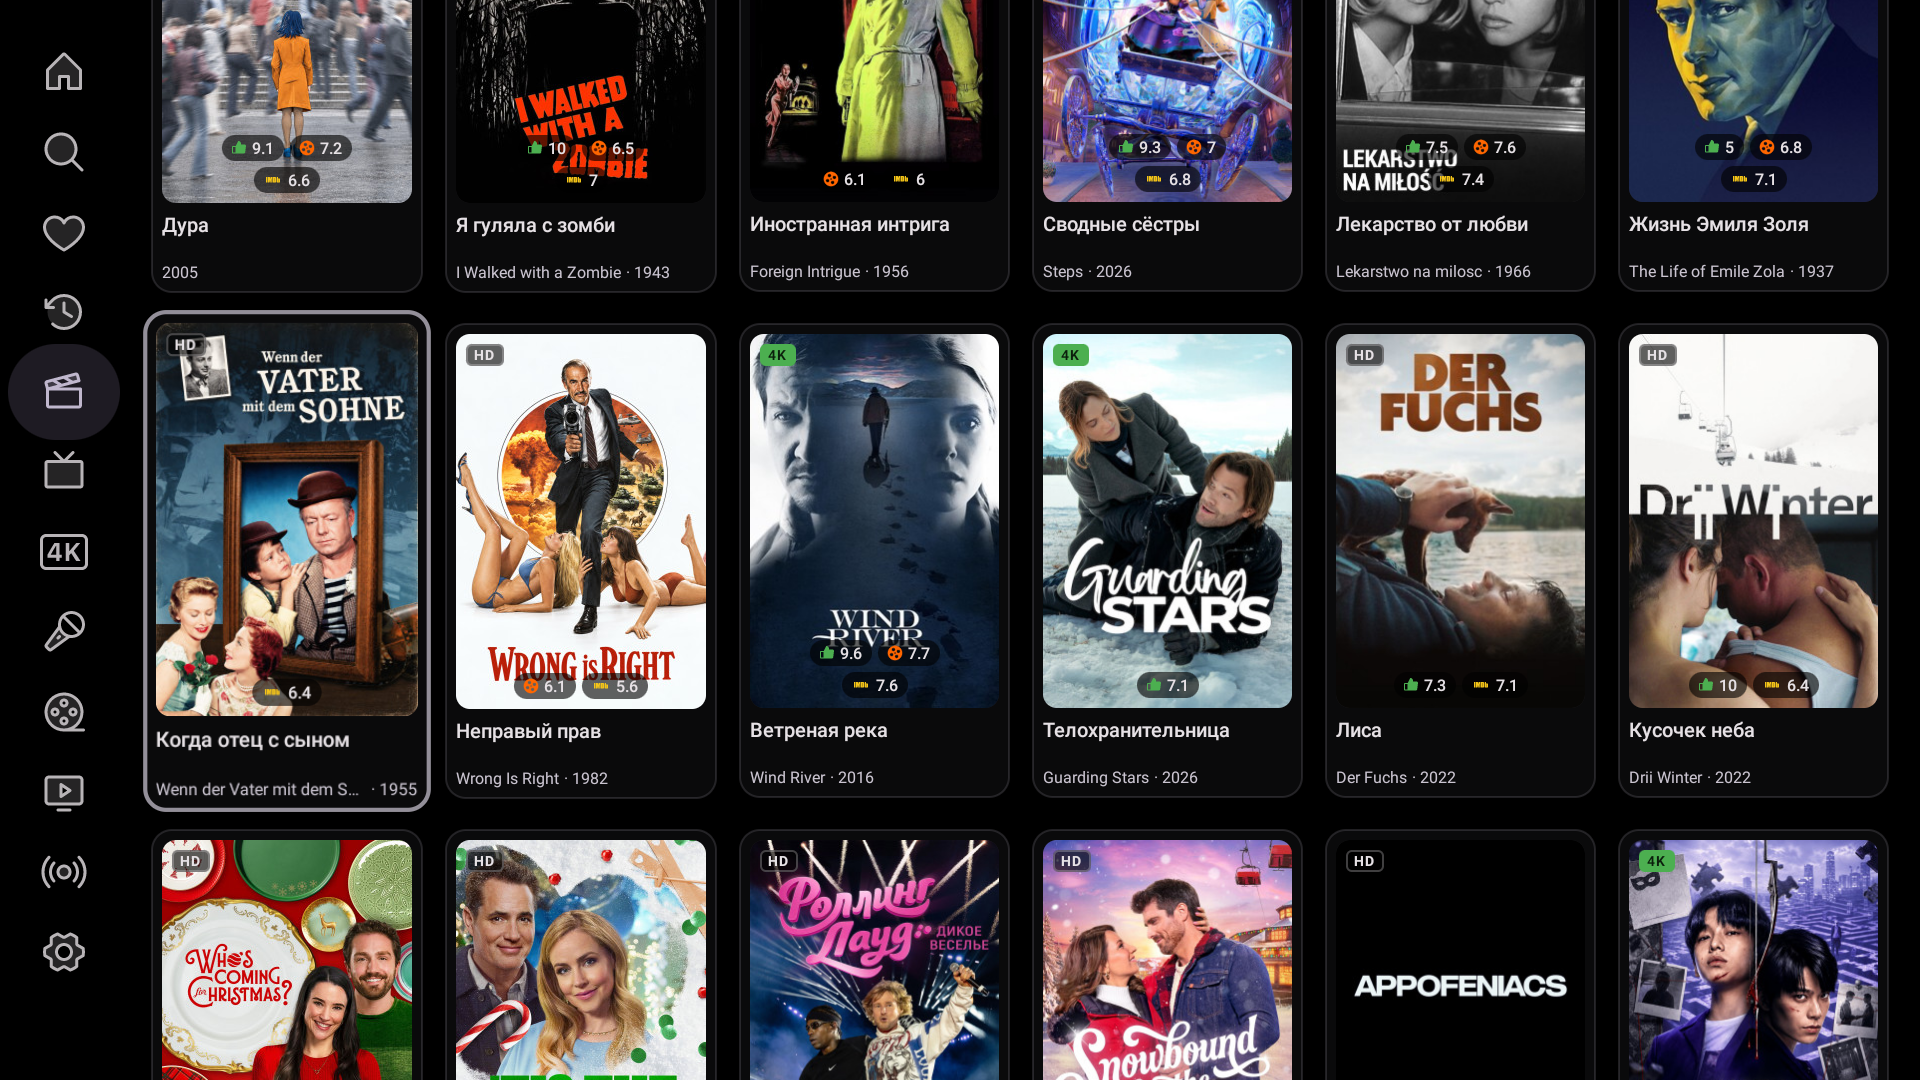 I WALKED
WITH A
ZOMBIE
LEKARSTWO
NA MIŁOŚĆ
9.1 7.2
6.6
10 6.5
7
6.1 6
9.3 7
6.8
7.5 7.6
7.4
5 6.8
7.1
Дура
2005
Я гуляла с зомби
I Walked with a Zombie · 1943
Иностранная интрига
Foreign Intrigue · 1956
Сводные сёстры
Steps · 2026
Лекарство от любви
Lekarstwo na milosc · 1966
Жизнь Эмиля Золя
The Life of Emile Zola · 1937
4K
HD
Wenn der
VATER
mit dem SOHNE
6.4
Когда отец с сыном
Wenn der Vater mit dem S... · 1955
HD
WRONG is RIGHT
6.1 5.6
Неправый прав
Wrong Is Right · 1982
4K
WIND
RIVER
9.6 7.7
7.6
Ветреная река
Wind River · 2016
4K
Guarding
STARS
7.1
Телохранительница
Guarding Stars · 2026
HD
DER
FUCHS
7.3 7.1
Лиса
Der Fuchs · 2022
HD
Drii Winter
10 6.4
Кусочек неба
Drii Winter · 2022
HD
WHO'S
COMING
for CHRISTMAS?
HD
HD
Роллинг
Лауд:
ДИКОЕ
ВЕСЕЛЬЕ
HD
Snowbound
HD
APPOFENIACS
4K